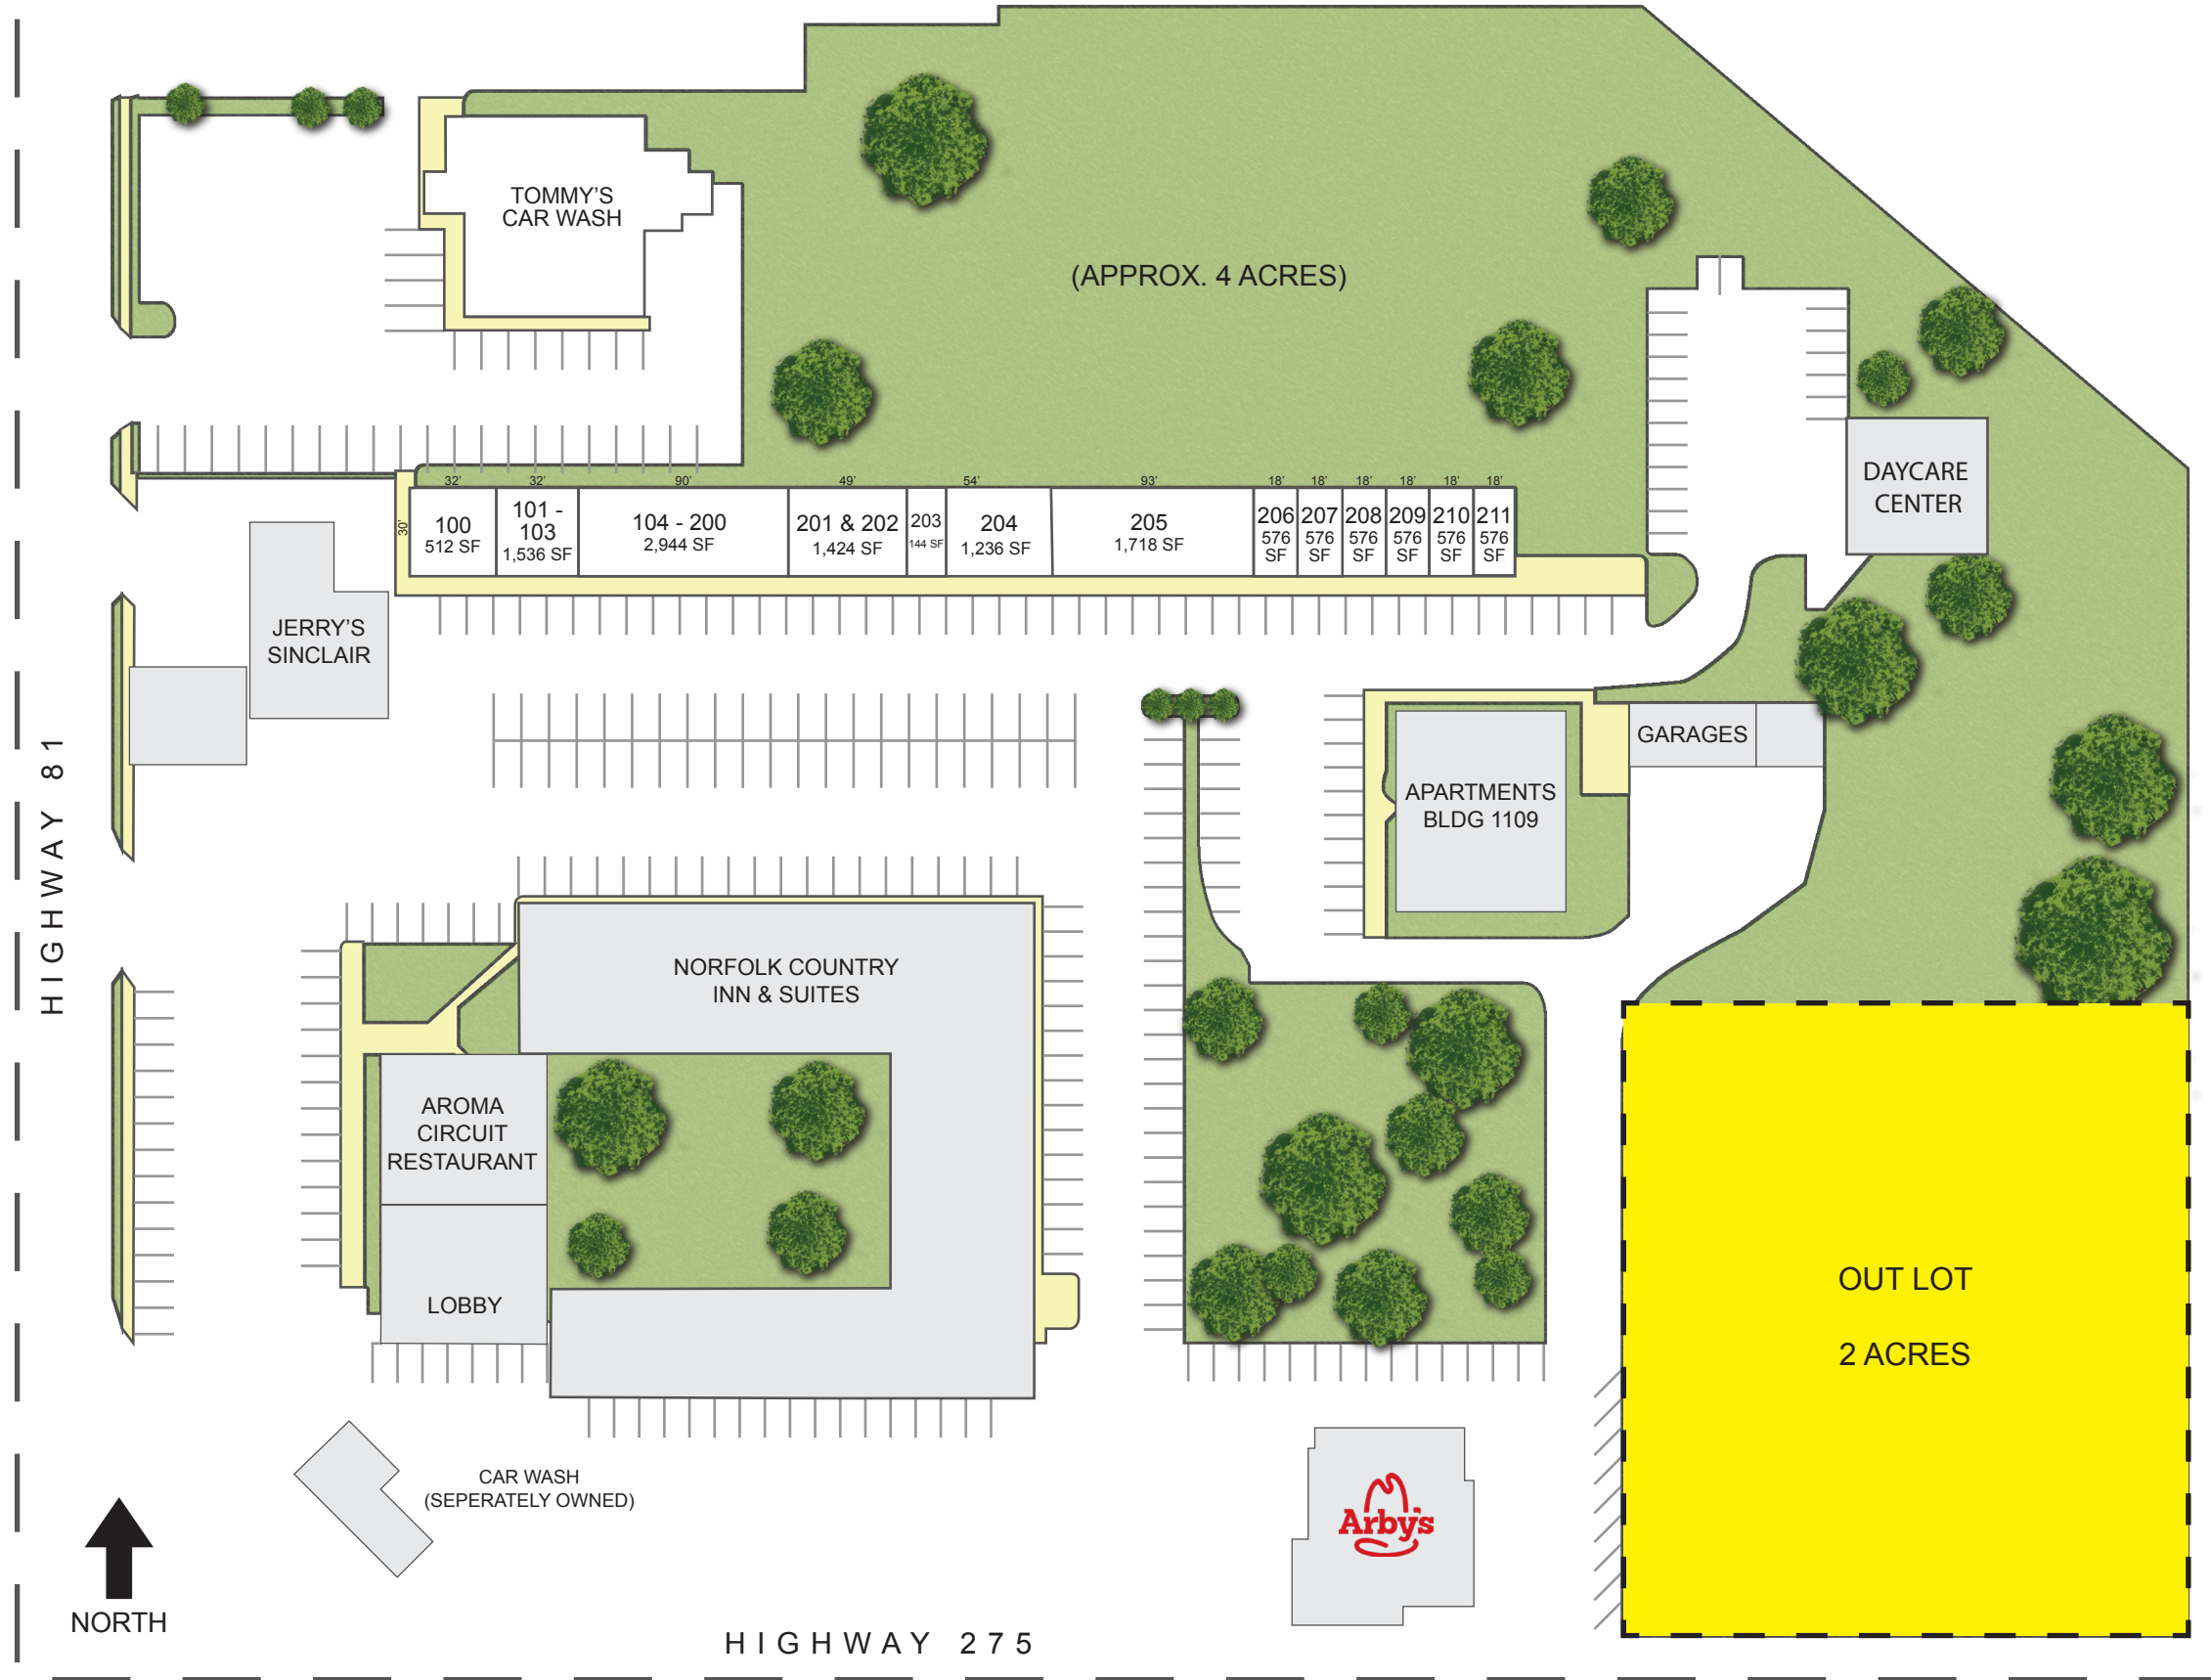 TOMMY'S
CAR WASH
(APPROX. 4 ACRES)
DAYCARE
CENTER
32'
32'
90'
49'
54'
93'
18'
18'
18'
18'
18'
18'
30'
100
512 SF
101 -
103
1,536 SF
104 - 200
2,944 SF
201 & 202
1,424 SF
203
144 SF
204
1,236 SF
205
1,718 SF
206
576
SF
207
576
SF
208
576
SF
209
576
SF
210
576
SF
211
576
SF
JERRY'S
SINCLAIR
HIGHWAY 81
GARAGES
APARTMENTS
BLDG 1109
NORFOLK COUNTRY
INN & SUITES
AROMA
CIRCUIT
RESTAURANT
LOBBY
OUT LOT
2 ACRES
CAR WASH
(SEPERATELY OWNED)
Arby's
NORTH
HIGHWAY 275